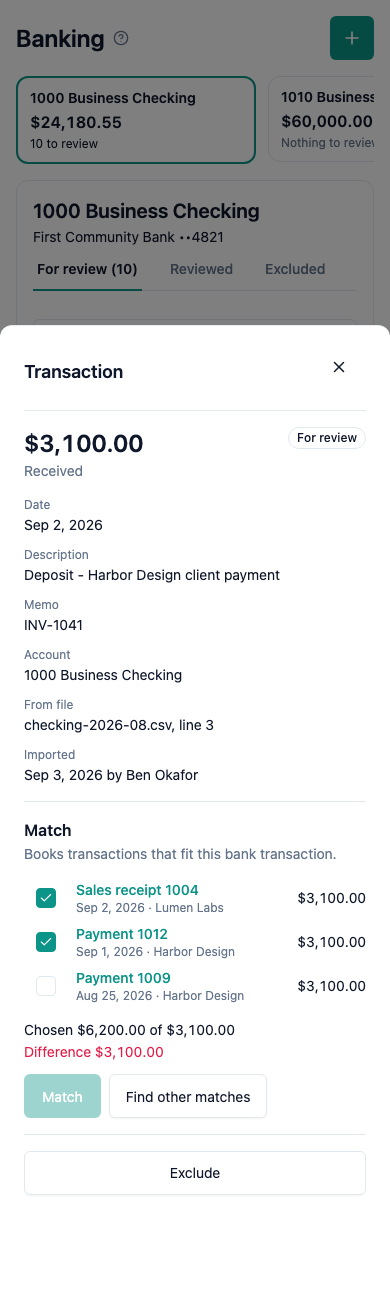 Banking
1000 Business Checking
$24,180.55
10 to review
1010 Business
$60,000.00
Nothing to review
1000 Business Checking
First Community Bank ••4821
For review (10)
Reviewed
Excluded
Transaction
$3,100.00
For review
Received
Date
Sep 2, 2026
Description
Deposit - Harbor Design client payment
Memo
INV-1041
Account
1000 Business Checking
From file
checking-2026-08.csv, line 3
Imported
Sep 3, 2026 by Ben Okafor
Match
Books transactions that fit this bank transaction.
Sales receipt 1004
Sep 2, 2026 · Lumen Labs
$3,100.00
Payment 1012
Sep 1, 2026 · Harbor Design
$3,100.00
Payment 1009
Aug 25, 2026 · Harbor Design
$3,100.00
Chosen $6,200.00 of $3,100.00
Difference $3,100.00
Match
Find other matches
Exclude